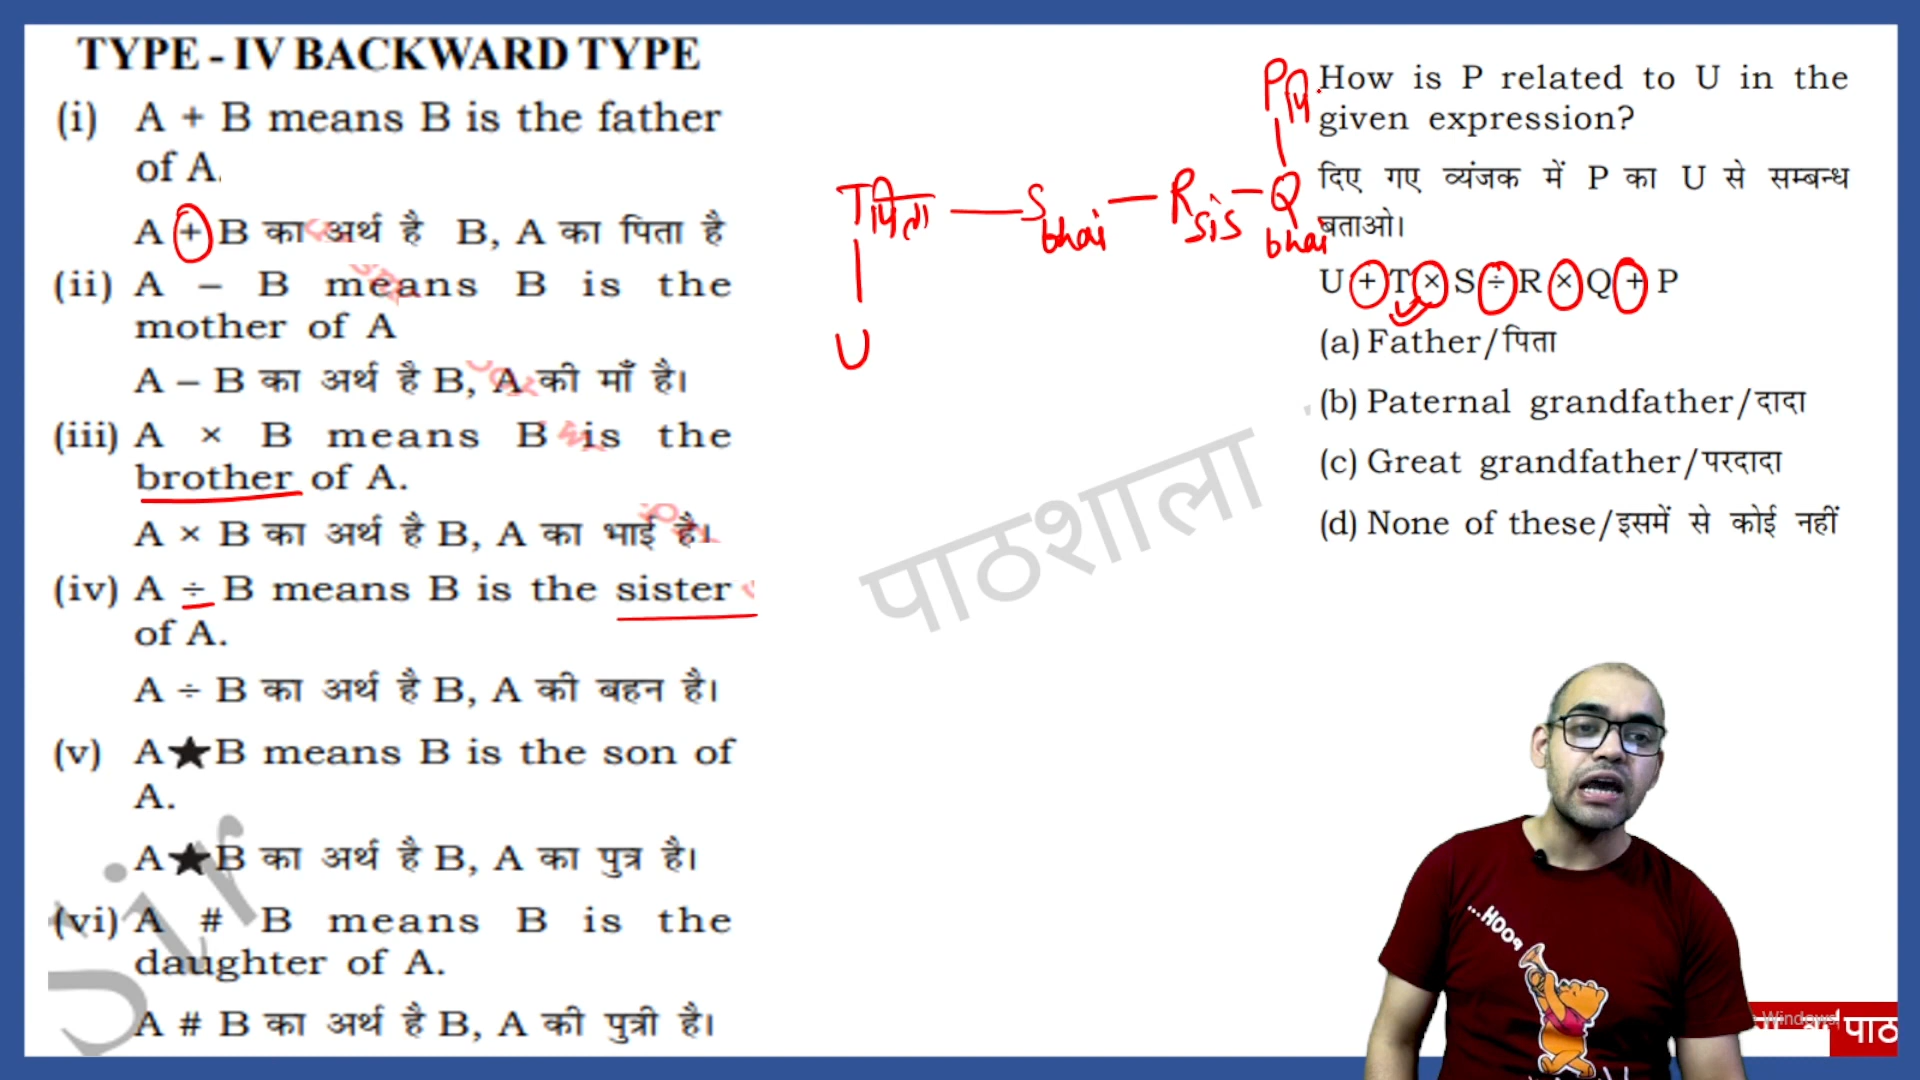 TYPE - IV BACKWARD TYPE
(i) A + B means B is the father
of A.
A + B का अर्थ है B, A का पिता है
(ii) A – B means B is the
mother of A
A – B का अर्थ है B, A की माँ है।
(iii) A × B means B is the
brother of A.
A × B का अर्थ है B, A का भाई है।
(iv) A ÷ B means B is the sister
of A.
A ÷ B का अर्थ है B, A की बहन है।
(v) A★B means B is the son of
A.
A★B का अर्थ है B, A का पुत्र है।
(vi) A # B means B is the
daughter of A.
A # B का अर्थ है B, A की पुत्री है।
Sir
P
T पिता — S bhai — R sis — Q bhai
U
पाठशाला
How is P related to U in the
given expression?
दिए गए व्यंजक में P का U से सम्बन्ध
बताओ।
U + T × S ÷ R × Q + P
(a) Father/पिता
(b) Paternal grandfather/दादा
(c) Great grandfather/परदादा
(d) None of these/इसमें से कोई नहीं
...HOOP
Windows
पाठ